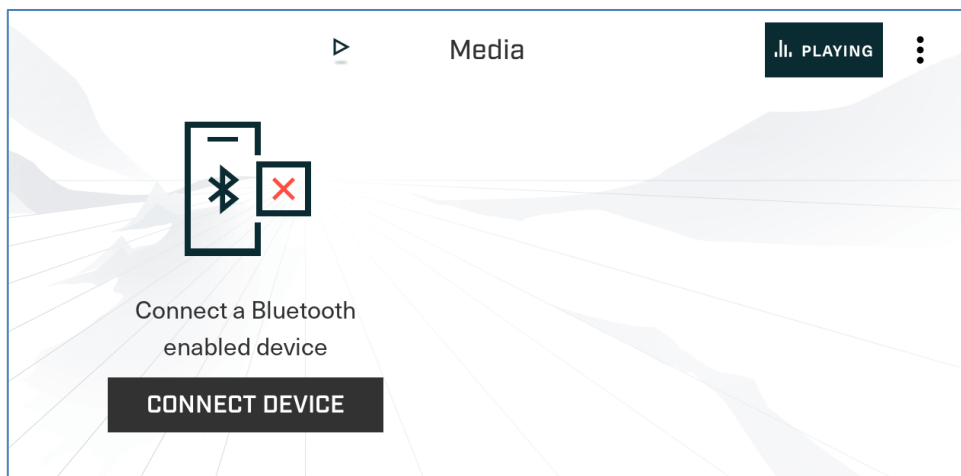 Media
PLAYING
Connect a Bluetooth
enabled device
CONNECT DEVICE